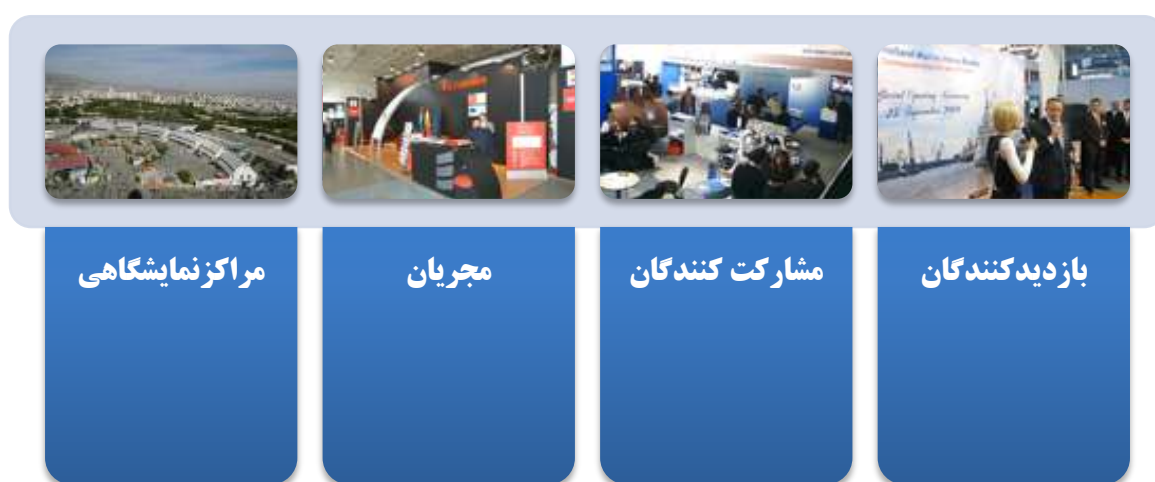 بازدیدکنندگان
مشارکت کنندگان
مجریان
مراکزنمایشگاهی